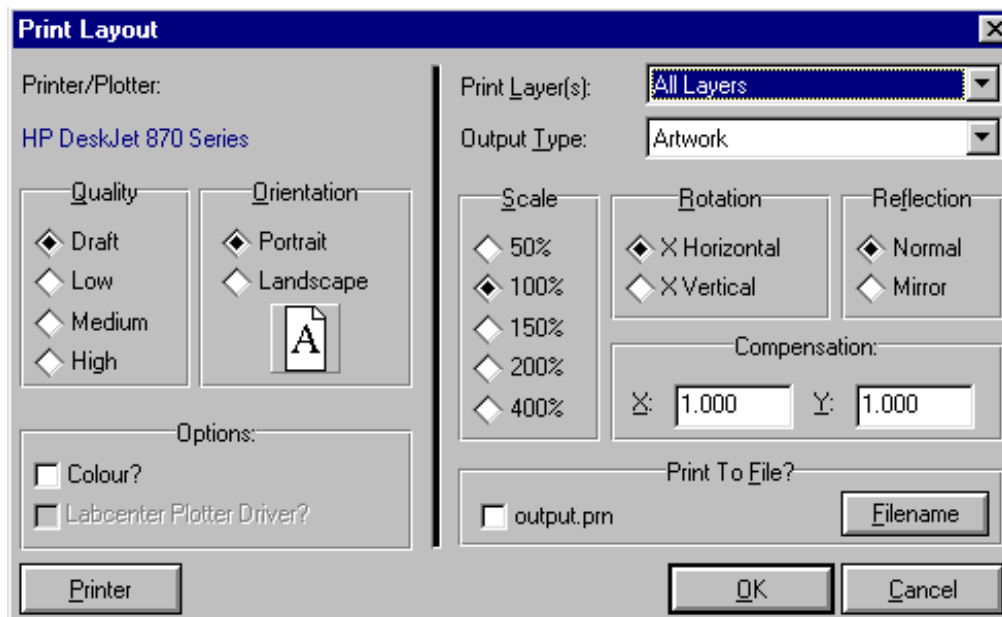 Print Layout
Printer/Plotter:
HP DeskJet 870 Series
Quality
Draft
Low
Medium
High
Orientation
Portrait
Landscape
A
Options:
Colour?
Labcenter Plotter Driver?
Printer
Print Layer(s): All Layers
Output Type: Artwork
Scale
50%
100%
150%
200%
400%
Rotation
X Horizontal
X Vertical
Reflection
Normal
Mirror
Compensation:
X: 1.000 Y: 1.000
Print To File?
output.prn Filename
OK Cancel